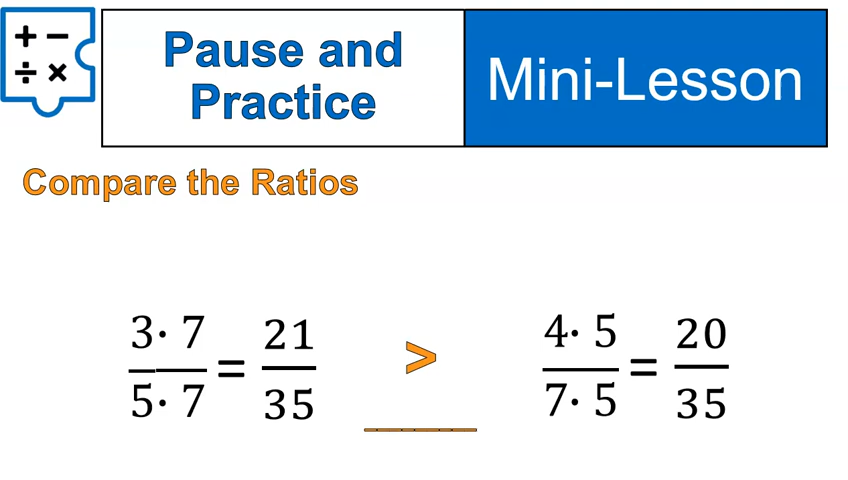 + −
÷ ×
Pause and
Practice
Mini-Lesson
Compare the Ratios
3· 7 / 5· 7 = 21 / 35 > 4· 5 / 7· 5 = 20 / 35